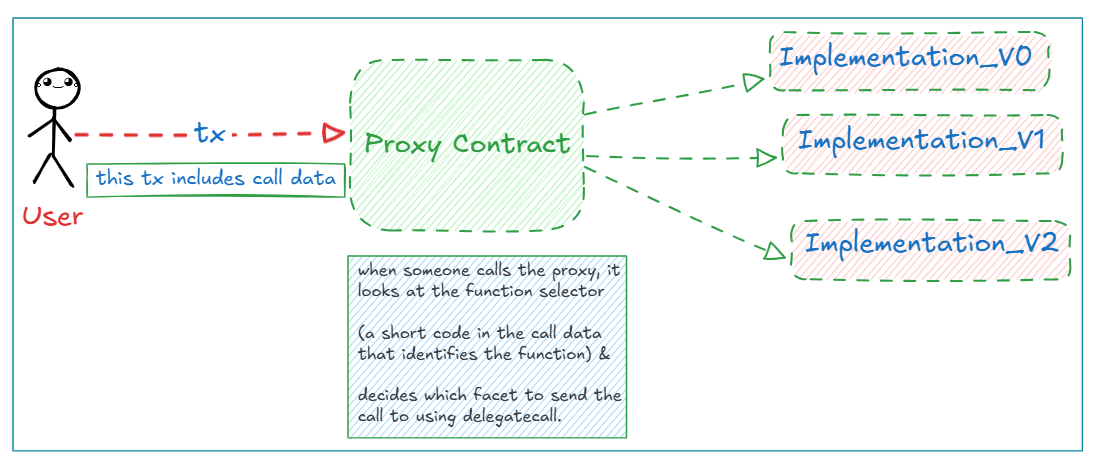 Implementation_V0
tx
Proxy Contract
Implementation_V1
this tx includes call data
User
Implementation_V2
when someone calls the proxy, it
looks at the function selector
(a short code in the call data
that identifies the function) &
decides which facet to send the
call to using delegatecall.